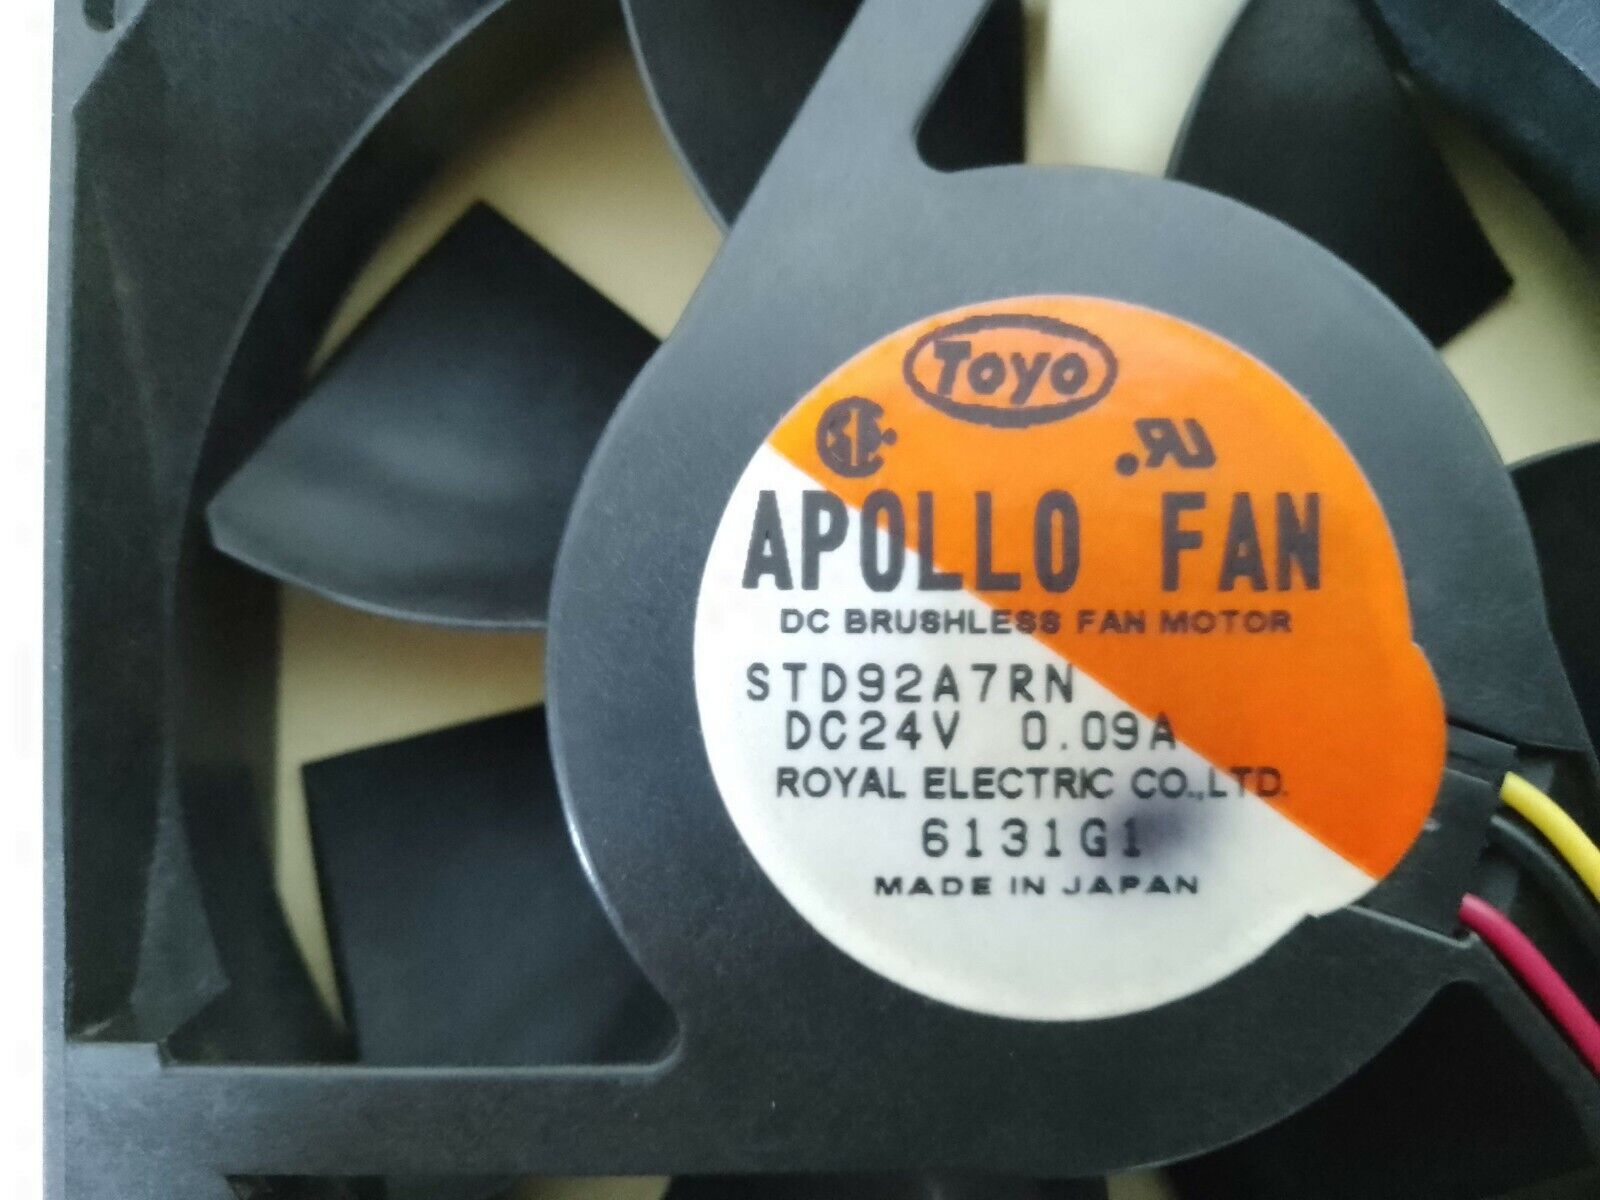 Toyo
APOLLO FAN
DC BRUSHLESS FAN MOTOR
STD92A7RN
DC24V 0.09A
ROYAL ELECTRIC CO.,LTD.
6131G1
MADE IN JAPAN